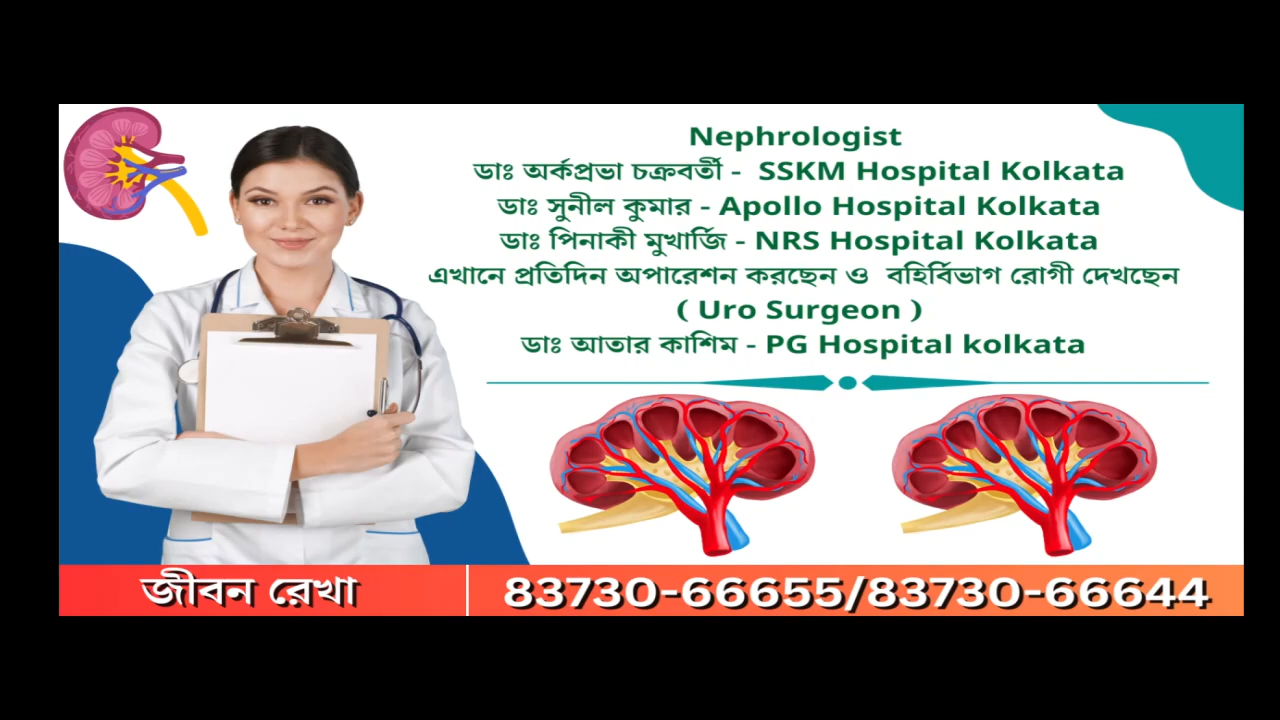 Nephrologist
ডাঃ অর্কপ্রভা চক্রবর্তী - SSKM Hospital Kolkata
ডাঃ সুনীল কুমার - Apollo Hospital Kolkata
ডাঃ পিনাকী মুখার্জি - NRS Hospital Kolkata
এখানে প্রতিদিন অপারেশন করছেন ও বহির্বিভাগ রোগী দেখছেন
( Uro Surgeon )
ডাঃ আতার কাশিম - PG Hospital kolkata
জীবন রেখা
83730-66655/83730-66644